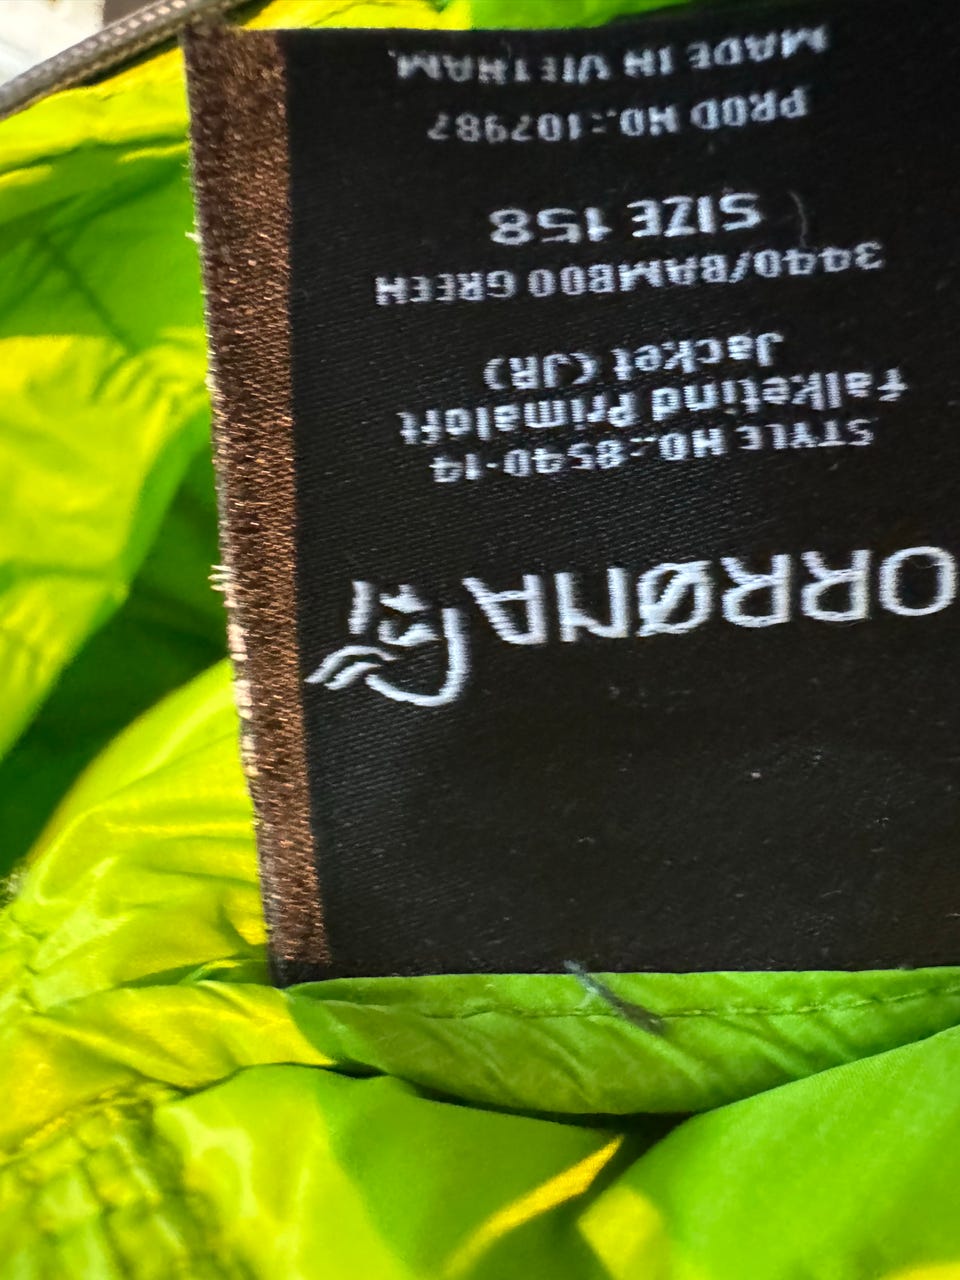 ORRØNA
STYLE NO.:8540-14
falketind Primaloft
Jacket (JR)
3440/BAMBOO GREEN
SIZE 158
PROD NO.:107987
MADE IN VIETNAM.